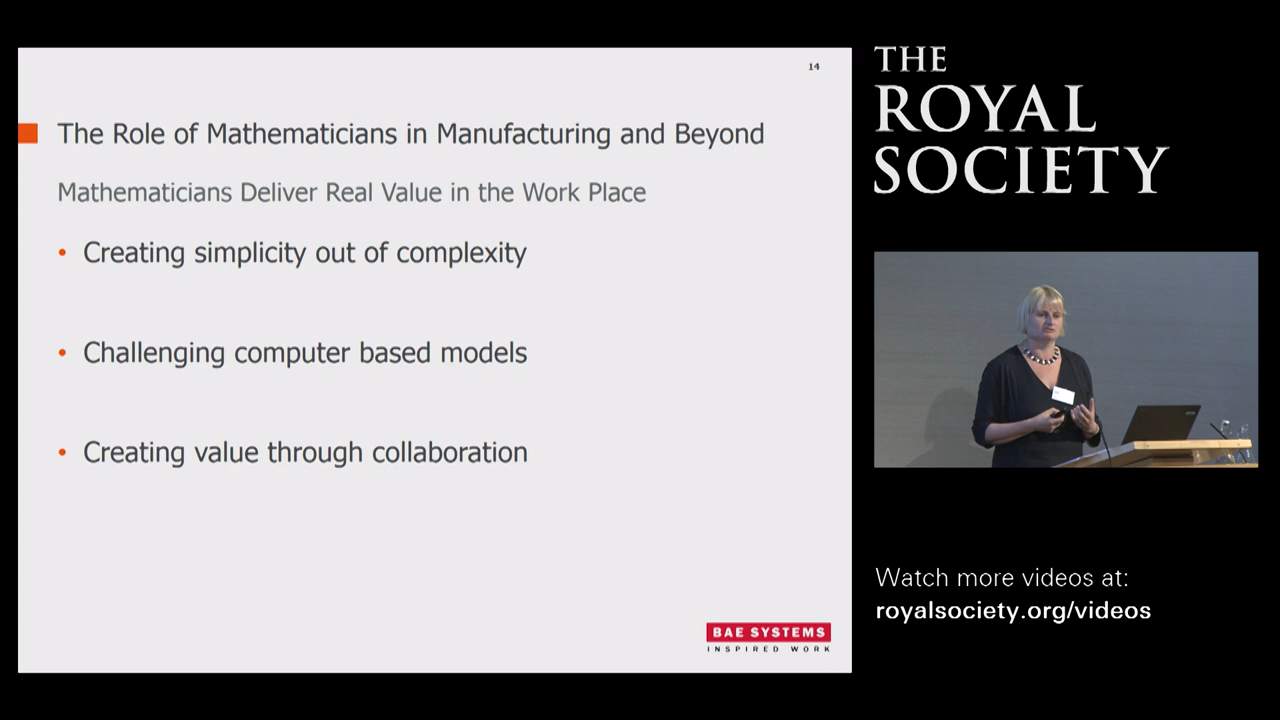 14
The Role of Mathematicians in Manufacturing and Beyond
Mathematicians Deliver Real Value in the Work Place
• Creating simplicity out of complexity
• Challenging computer based models
• Creating value through collaboration
BAE SYSTEMS
INSPIRED WORK
THE
ROYAL
SOCIETY
Watch more videos at:
royalsociety.org/videos